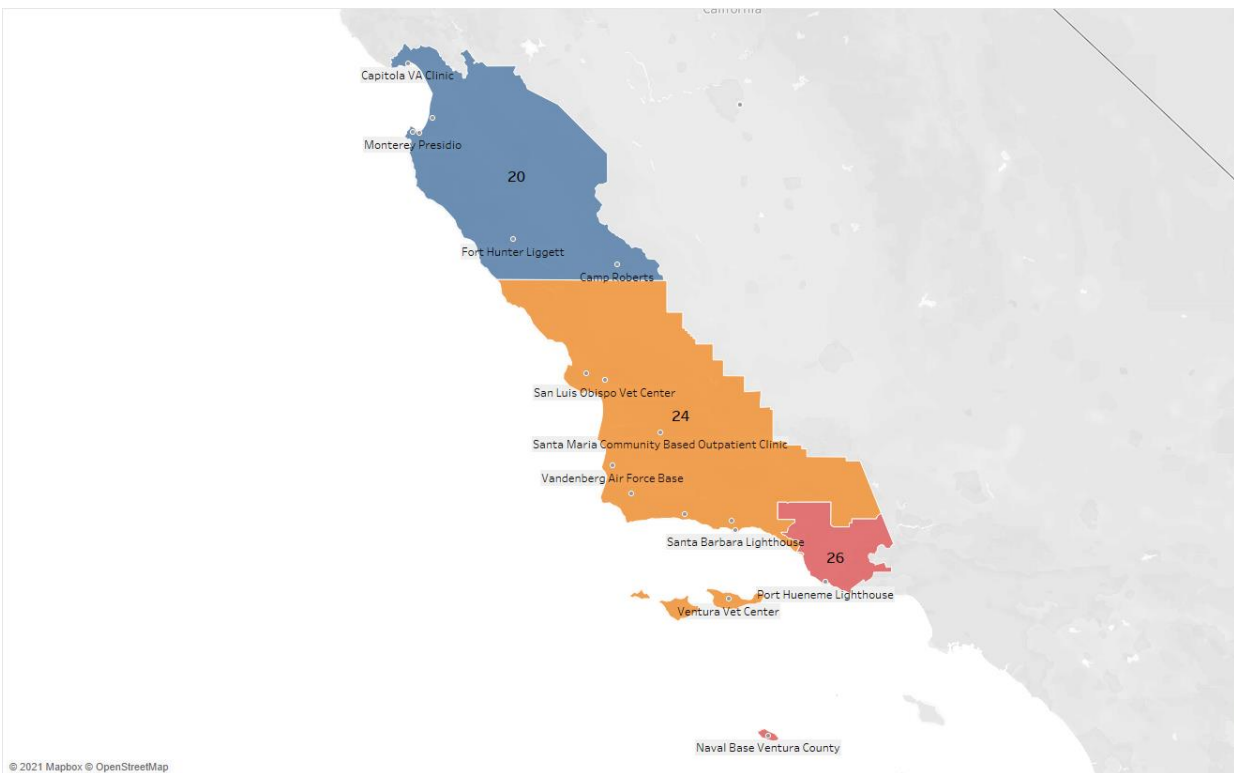 California
Capitola VA Clinic
Monterey Presidio
20
Fort Hunter Liggett
Camp Roberts
San Luis Obispo Vet Center
24
Santa Maria Community Based Outpatient Clinic
Vandenberg Air Force Base
Santa Barbara Lighthouse
26
Port Hueneme Lighthouse
Ventura Vet Center
Naval Base Ventura County
© 2021 Mapbox © OpenStreetMap